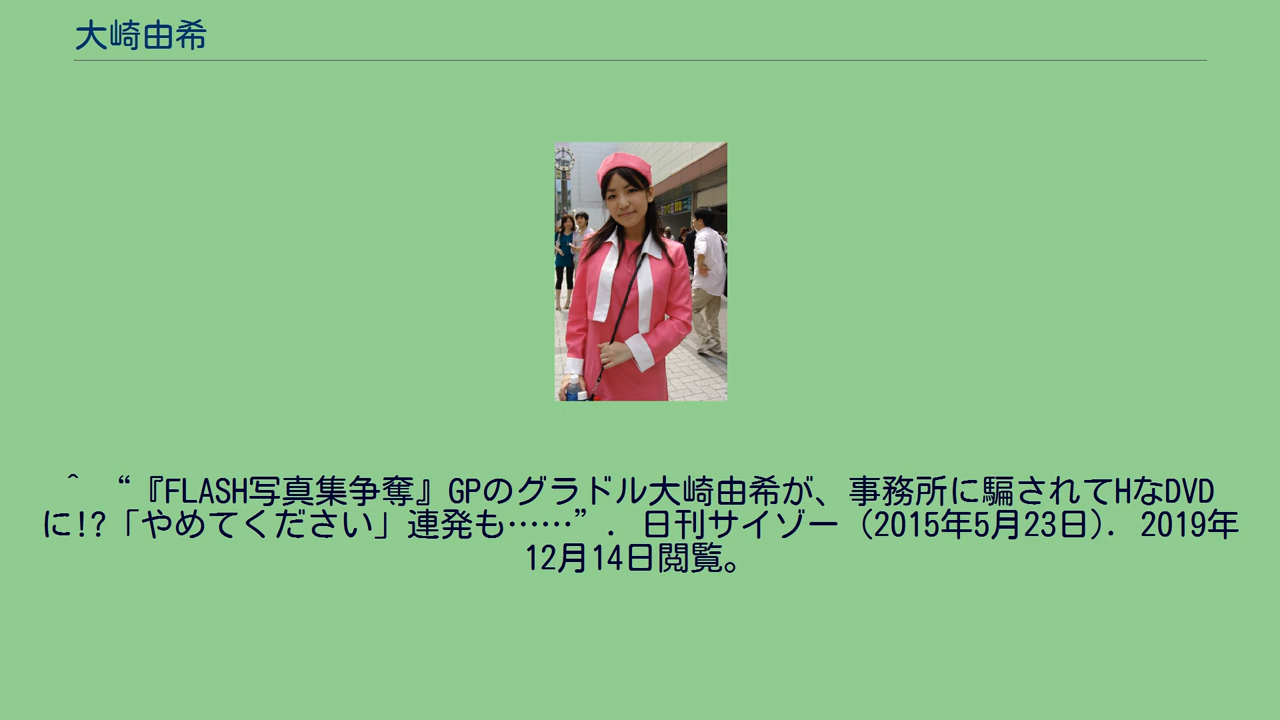 大崎由希
^ “『FLASH写真集争奪』GPのグラドル大崎由希が、事務所に騙されてHなDVD
に!?「やめてください」連発も……”. 日刊サイゾー (2015年5月23日). 2019年
12月14日閲覧。